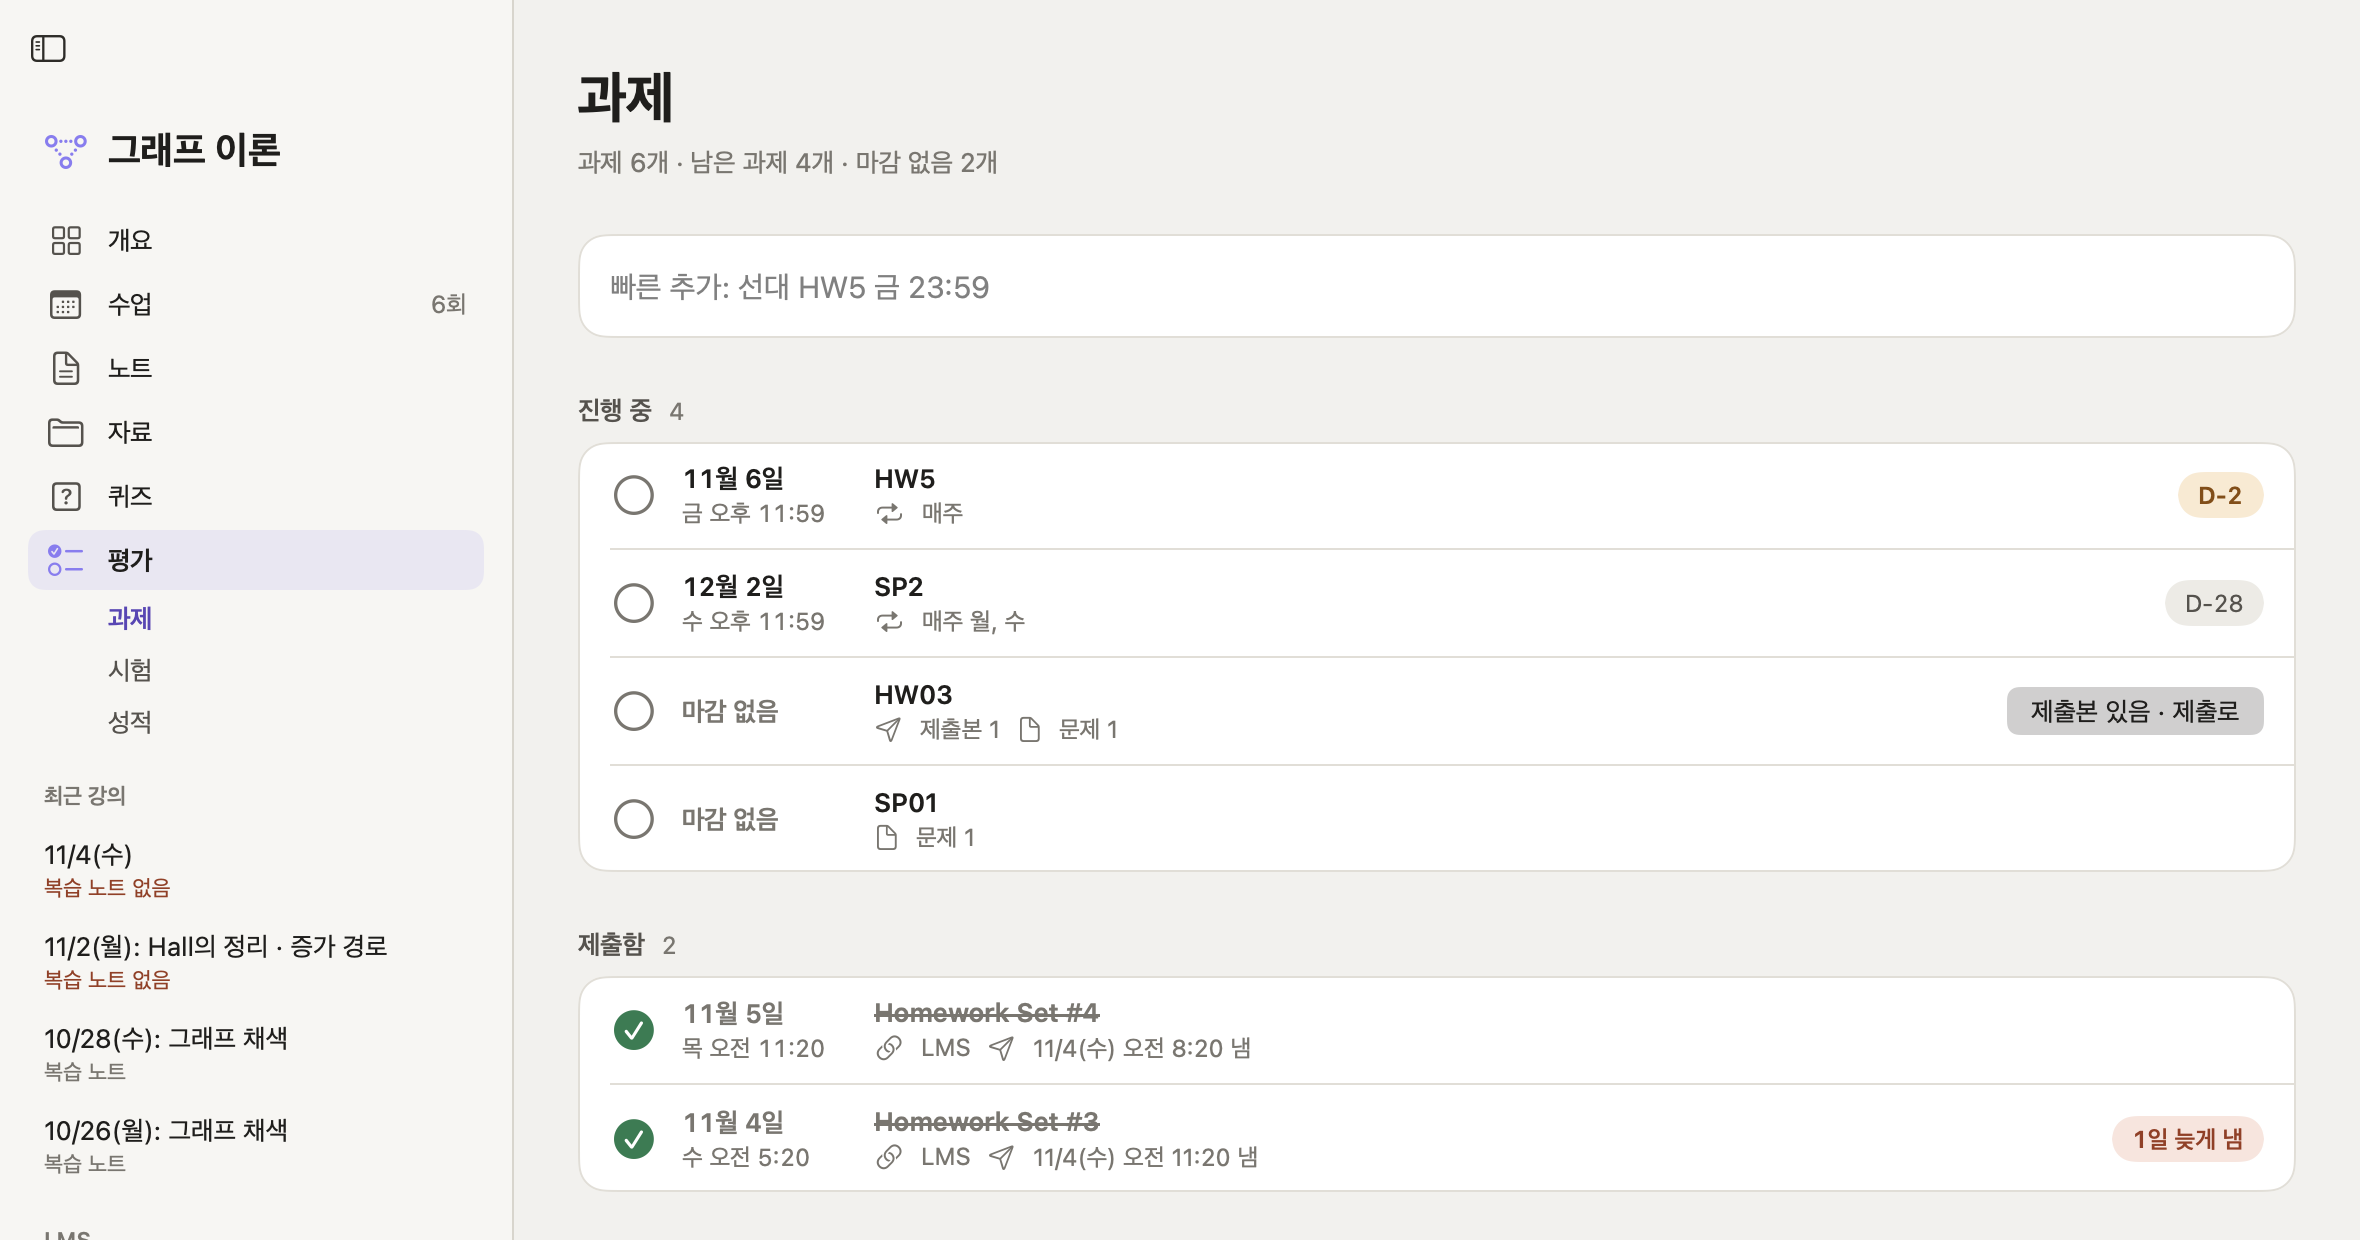 그래프 이론
개요
수업 6회
노트
자료
퀴즈
평가
과제
시험
성적
최근 강의
11/4(수)
복습 노트 없음
11/2(월): Hall의 정리 · 증가 경로
복습 노트 없음
10/28(수): 그래프 채색
복습 노트
10/26(월): 그래프 채색
복습 노트
LMS
과제
과제 6개 · 남은 과제 4개 · 마감 없음 2개
빠른 추가: 선대 HW5 금 23:59
진행 중 4
11월 6일 HW5
금 오후 11:59 매주
D-2
12월 2일 SP2
수 오후 11:59 매주 월, 수
D-28
HW03
마감 없음
제출본 1 문제 1
제출본 있음 · 제출로
SP01
마감 없음
문제 1
제출함 2
11월 5일 Homework Set #4
목 오전 11:20 LMS 11/4(수) 오전 8:20 냄
11월 4일 Homework Set #3
수 오전 5:20 LMS 11/4(수) 오전 11:20 냄
1일 늦게 냄